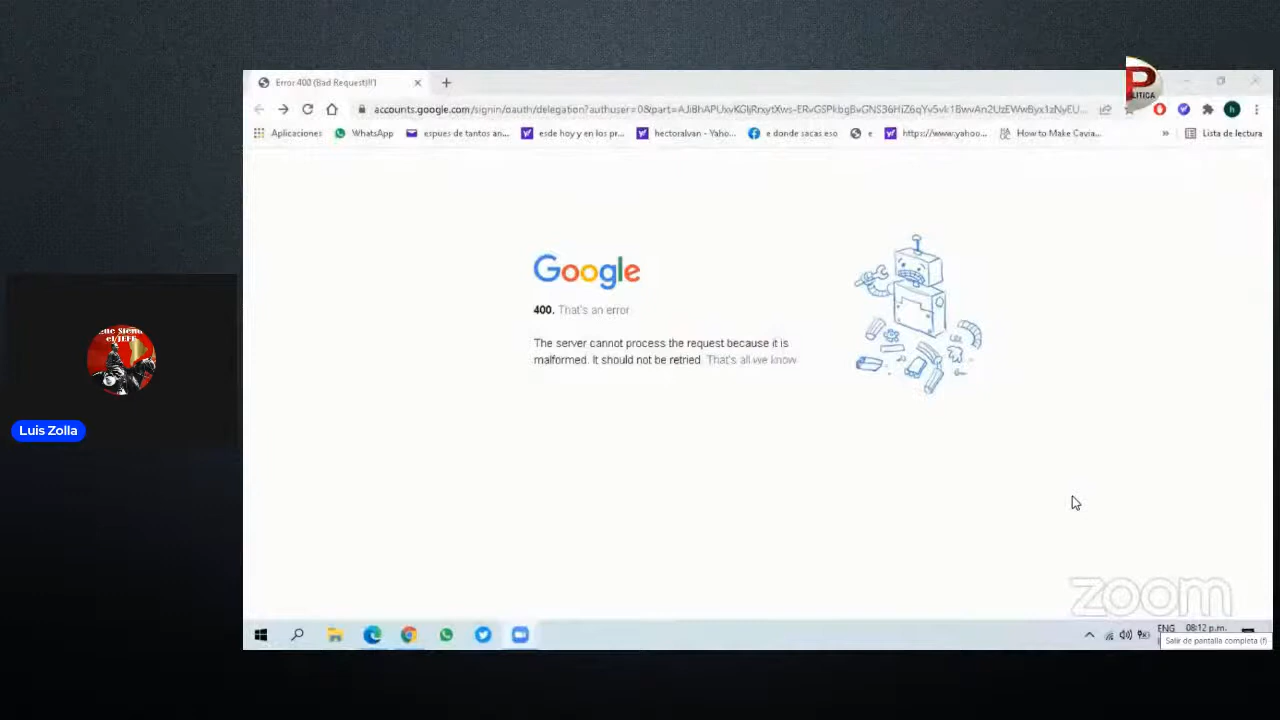 Error 400 (Bad Request)!!1
POLITICA
accounts.google.com/signin/oauth/delegation?authuser=0&part=
Aplicaciones
WhatsApp
espues de tantos an...
esde hoy y en los pr...
hectoralvan - Yaho...
e donde sacas eso
e
https://www.yahoo...
How to Make Cavia...
»
Lista de lectura
Google
400. That's an error
The server cannot process the request because it is
malformed. It should not be retried. That's all we know
el JEFE
Luis Zolla
zoom
ENG
08:12 p.m.
Salir de pantalla completa (f)